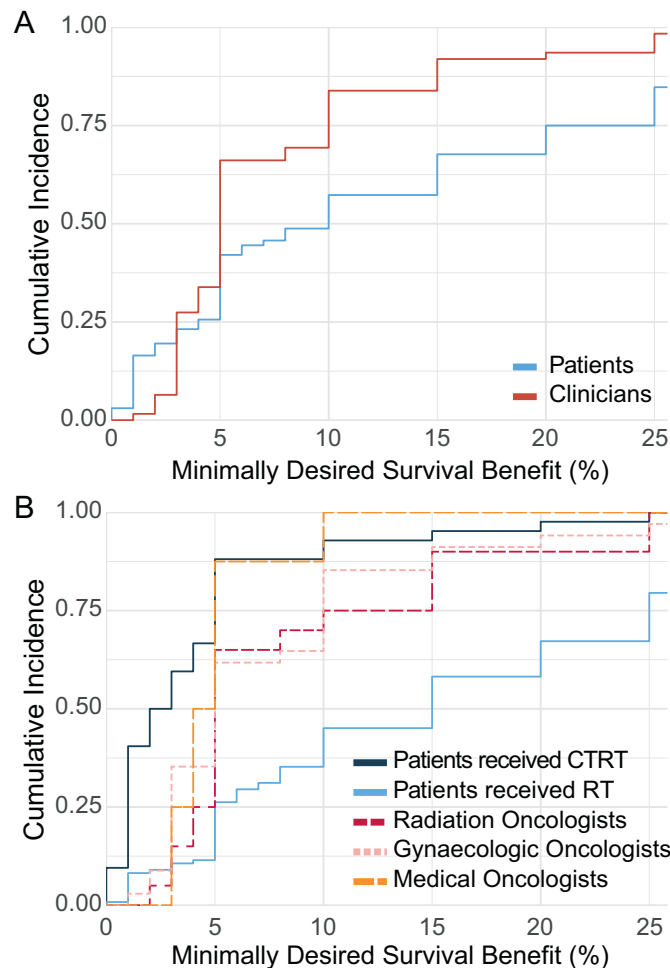 A
1.00
0.75
0.50
0.25
0.00
Cumulative Incidence
Patients
Clinicians
0 5 10 15 20 25
Minimally Desired Survival Benefit (%)
B
1.00
0.75
0.50
0.25
0.00
Cumulative Incidence
Patients received CTRT
Patients received RT
Radiation Oncologists
Gynaecologic Oncologists
Medical Oncologists
0 5 10 15 20 25
Minimally Desired Survival Benefit (%)